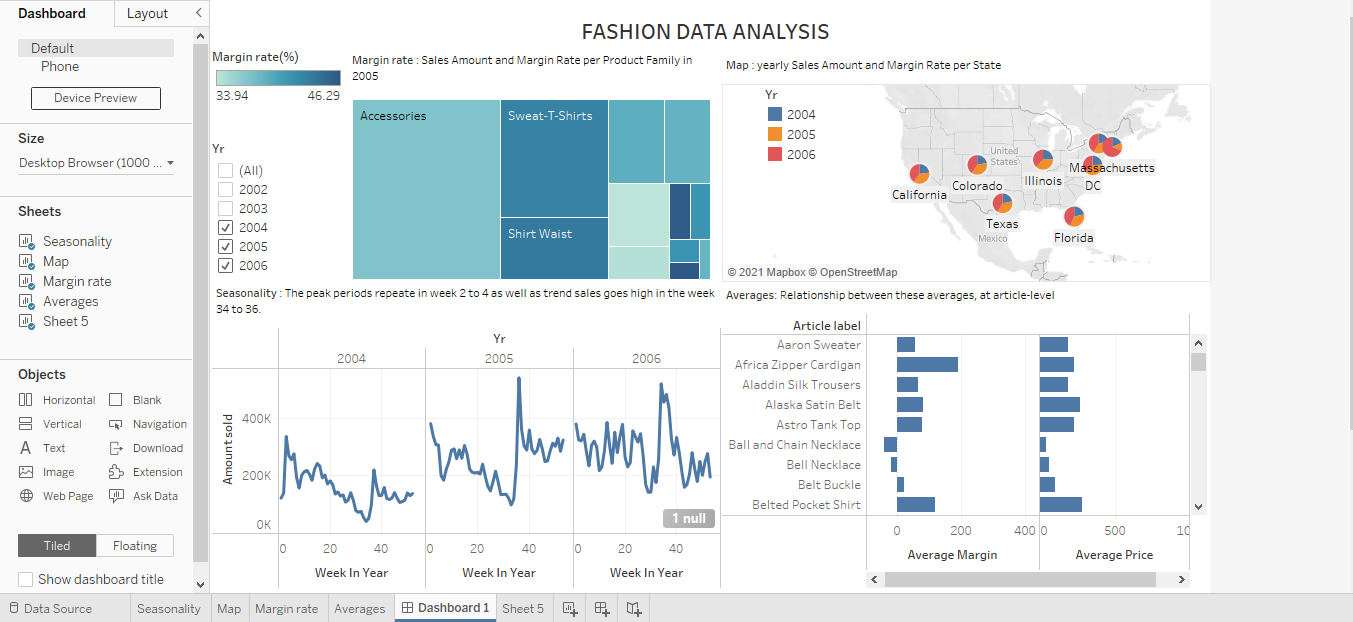 Dashboard
Layout
Default
Phone
Device Preview
Size
Desktop Browser (1000 ...
Sheets
Seasonality
Map
Margin rate
Averages
Sheet 5
Objects
Horizontal
Blank
Vertical
Navigation
Text
Download
Image
Extension
Web Page
Ask Data
Tiled
Floating
Show dashboard title
FASHION DATA ANALYSIS
Margin rate(%)
33.94
46.29
Yr
(All)
2002
2003
2004
2005
2006
Margin rate : Sales Amount and Margin Rate per Product Family in
2005
Accessories
Sweat-T-Shirts
Shirt Waist
Map : yearly Sales Amount and Margin Rate per State
Yr
2004
2005
2006
United
States
Massachusetts
Illinois
Colorado
DC
California
Texas
Florida
Mexico
© 2021 Mapbox © OpenStreetMap
Seasonality : The peak periods repeate in week 2 to 4 as well as trend sales goes high in the week
34 to 36.
Yr
2004
2005
2006
Amount sold
400K
200K
0K
1 null
0
20
40
0
20
40
0
20
40
Week In Year
Week In Year
Week In Year
Averages: Relationship between these averages, at article-level
Article label
Aaron Sweater
Africa Zipper Cardigan
Aladdin Silk Trousers
Alaska Satin Belt
Astro Tank Top
Ball and Chain Necklace
Bell Necklace
Belt Buckle
Belted Pocket Shirt
0
200
400
0
500
10
Average Margin
Average Price
Data Source
Seasonality
Map
Margin rate
Averages
Dashboard 1
Sheet 5